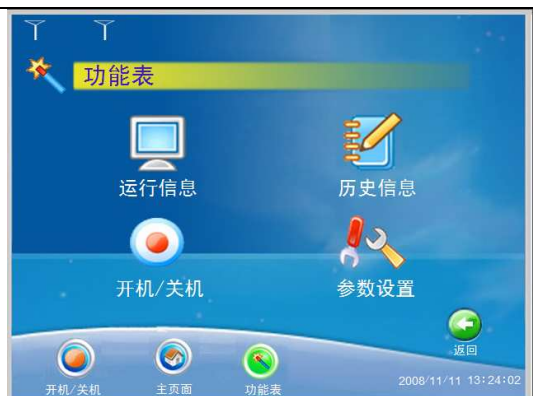 功能表
运行信息
历史信息
开机/关机
参数设置
返回
开机/关机
主页面
功能表
2008/11/11 13:24:02